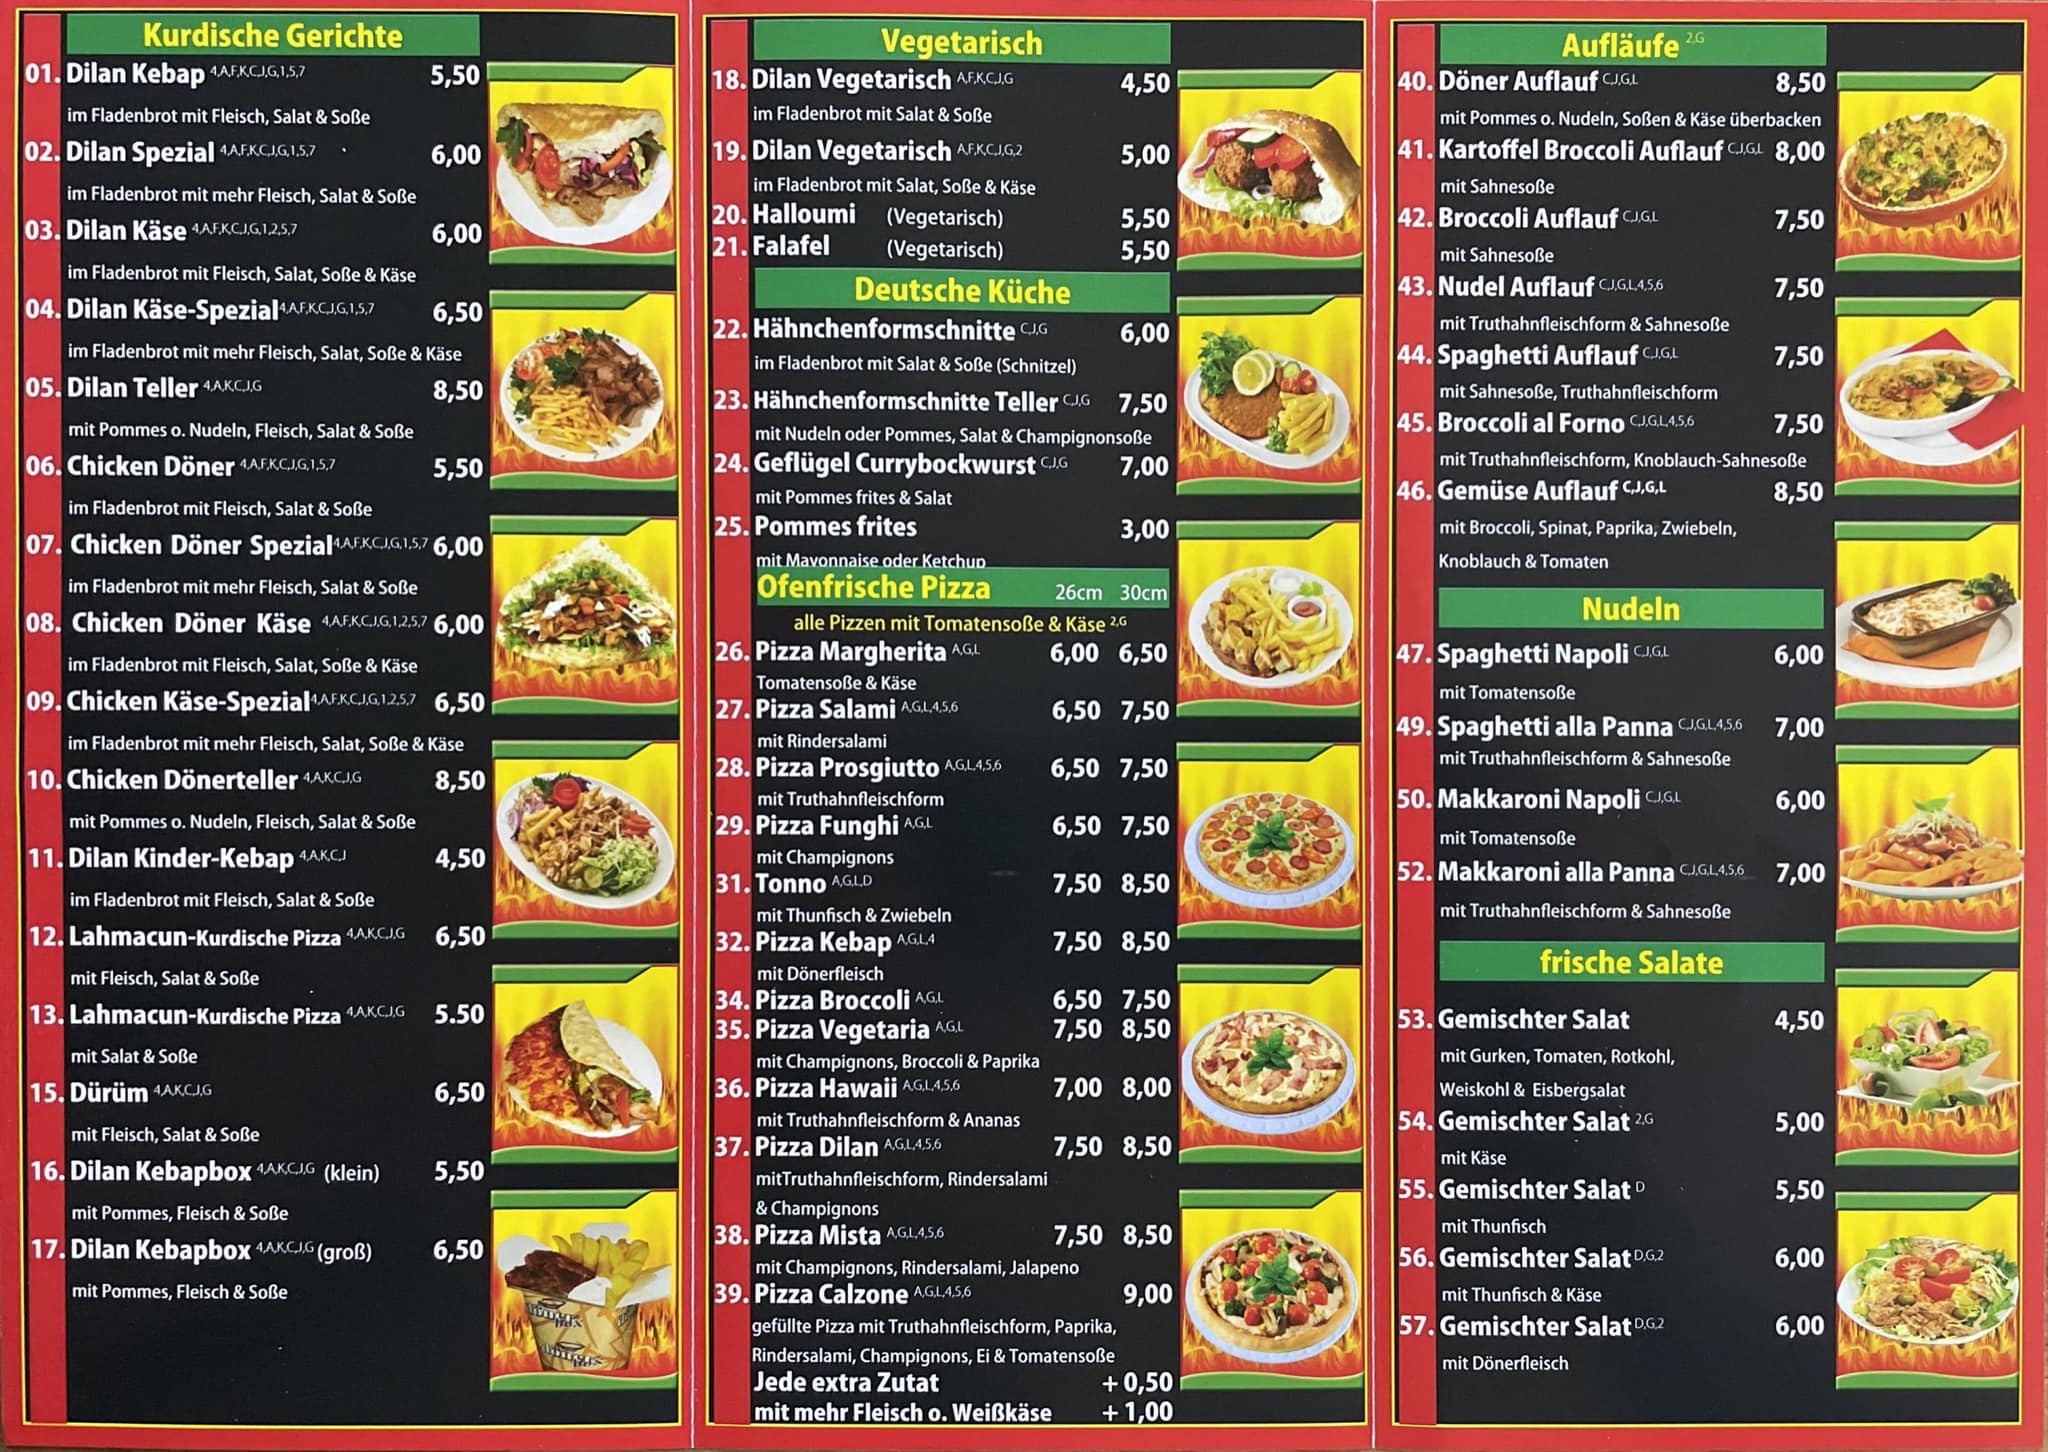 Kurdische Gerichte
01. Dilan Kebap 4,A,F,K,C,J,G,1,5,7 5,50
im Fladenbrot mit Fleisch, Salat & Soße
02. Dilan Spezial 4,A,F,K,C,J,G,1,5,7 6,00
im Fladenbrot mit mehr Fleisch, Salat & Soße
03. Dilan Käse 4,A,F,K,C,J,G,1,2,5,7 6,00
im Fladenbrot mit Fleisch, Salat, Soße & Käse
04. Dilan Käse-Spezial 4,A,F,K,C,J,G,1,5,7 6,50
im Fladenbrot mit mehr Fleisch, Salat, Soße & Käse
05. Dilan Teller 4,A,K,C,J,G 8,50
mit Pommes o. Nudeln, Fleisch, Salat & Soße
06. Chicken Döner 4,A,F,K,C,J,G,1,5,7 5,50
im Fladenbrot mit Fleisch, Salat & Soße
07. Chicken Döner Spezial 4,A,F,K,C,J,G,1,5,7 6,00
im Fladenbrot mit mehr Fleisch, Salat & Soße
08. Chicken Döner Käse 4,A,F,K,C,J,G,1,2,5,7 6,00
im Fladenbrot mit Fleisch, Salat, Soße & Käse
09. Chicken Käse-Spezial 4,A,F,K,C,J,G,1,2,5,7 6,50
im Fladenbrot mit mehr Fleisch, Salat, Soße & Käse
10. Chicken Dönerteller 4,A,K,C,J,G 8,50
mit Pommes o. Nudeln, Fleisch, Salat & Soße
11. Dilan Kinder-Kebap 4,A,K,C,J 4,50
im Fladenbrot mit Fleisch, Salat & Soße
12. Lahmacun-Kurdische Pizza 4,A,K,C,J,G 6,50
mit Fleisch, Salat & Soße
13. Lahmacun-Kurdische Pizza 4,A,K,C,J,G 5.50
mit Salat & Soße
15. Dürüm 4,A,K,C,J,G 6,50
mit Fleisch, Salat & Soße
16. Dilan Kebapbox 4,A,K,C,J,G (klein) 5,50
mit Pommes, Fleisch & Soße
17. Dilan Kebapbox 4,A,K,C,J,G (groß) 6,50
mit Pommes, Fleisch & Soße
Vegetarisch
18. Dilan Vegetarisch A,F,K,C,J,G 4,50
im Fladenbrot mit Salat & Soße
19. Dilan Vegetarisch A,F,K,C,J,G,2 5,00
im Fladenbrot mit Salat, Soße & Käse
20. Halloumi (Vegetarisch) 5,50
21. Falafel (Vegetarisch) 5,50
Deutsche Küche
22. Hähnchenformschnitte C,J,G 6,00
im Fladenbrot mit Salat & Soße (Schnitzel)
23. Hähnchenformschnitte Teller C,J,G 7,50
mit Nudeln oder Pommes, Salat & Champignonsoße
24. Geflügel Currybockwurst C,J,G 7,00
mit Pommes frites & Salat
25. Pommes frites 3,00
mit Mayonnaise oder Ketchup
Ofenfrische Pizza 26cm 30cm
alle Pizzen mit Tomatensoße & Käse 2,G
26. Pizza Margherita A,G,L 6,00 6,50
Tomatensoße & Käse
27. Pizza Salami A,G,L,4,5,6 6,50 7,50
mit Rindersalami
28. Pizza Prosgiutto A,G,L,4,5,6 6,50 7,50
mit Truthahnfleischform
29. Pizza Funghi A,G,L 6,50 7,50
mit Champignons
31. Tonno A,G,L,D 7,50 8,50
mit Thunfisch & Zwiebeln
32. Pizza Kebap A,G,L,4 7,50 8,50
mit Dönerfleisch
34. Pizza Broccoli A,G,L 6,50 7,50
35. Pizza Vegetaria A,G,L 7,50 8,50
mit Champignons, Broccoli & Paprika
36. Pizza Hawaii A,G,L,4,5,6 7,00 8,00
mit Truthahnfleischform & Ananas
37. Pizza Dilan A,G,L,4,5,6 7,50 8,50
mitTruthahnfleischform, Rindersalami
& Champignons
38. Pizza Mista A,G,L,4,5,6 7,50 8,50
mit Champignons, Rindersalami, Jalapeno
39. Pizza Calzone A,G,L,4,5,6 9,00
gefüllte Pizza mit Truthahnfleischform, Paprika,
Rindersalami, Champignons, Ei & Tomatensoße
Jede extra Zutat + 0,50
mit mehr Fleisch o. Weißkäse + 1,00
Aufläufe 2,G
40. Döner Auflauf C,J,G,L 8,50
mit Pommes o. Nudeln, Soßen & Käse überbacken
41. Kartoffel Broccoli Auflauf C,J,G,L 8,00
mit Sahnesoße
42. Broccoli Auflauf C,J,G,L 7,50
mit Sahnesoße
43. Nudel Auflauf C,J,G,L,4,5,6 7,50
mit Truthahnfleischform & Sahnesoße
44. Spaghetti Auflauf C,J,G,L 7,50
mit Sahnesoße, Truthahnfleischform
45. Broccoli al Forno C,J,G,L,4,5,6 7,50
mit Truthahnfleischform, Knoblauch-Sahnesoße
46. Gemüse Auflauf C,J,G,L 8,50
mit Broccoli, Spinat, Paprika, Zwiebeln,
Knoblauch & Tomaten
Nudeln
47. Spaghetti Napoli C,J,G,L 6,00
mit Tomatensoße
49. Spaghetti alla Panna C,J,G,L,4,5,6 7,00
mit Truthahnfleischform & Sahnesoße
50. Makkaroni Napoli C,J,G,L 6,00
mit Tomatensoße
52. Makkaroni alla Panna C,J,G,L,4,5,6 7,00
mit Truthahnfleischform & Sahnesoße
frische Salate
53. Gemischter Salat 4,50
mit Gurken, Tomaten, Rotkohl,
Weiskohl & Eisbergsalat
54. Gemischter Salat 2,G 5,00
mit Käse
55. Gemischter Salat D 5,50
mit Thunfisch
56. Gemischter Salat D,G,2 6,00
mit Thunfisch & Käse
57. Gemischter Salat D,G,2 6,00
mit Dönerfleisch